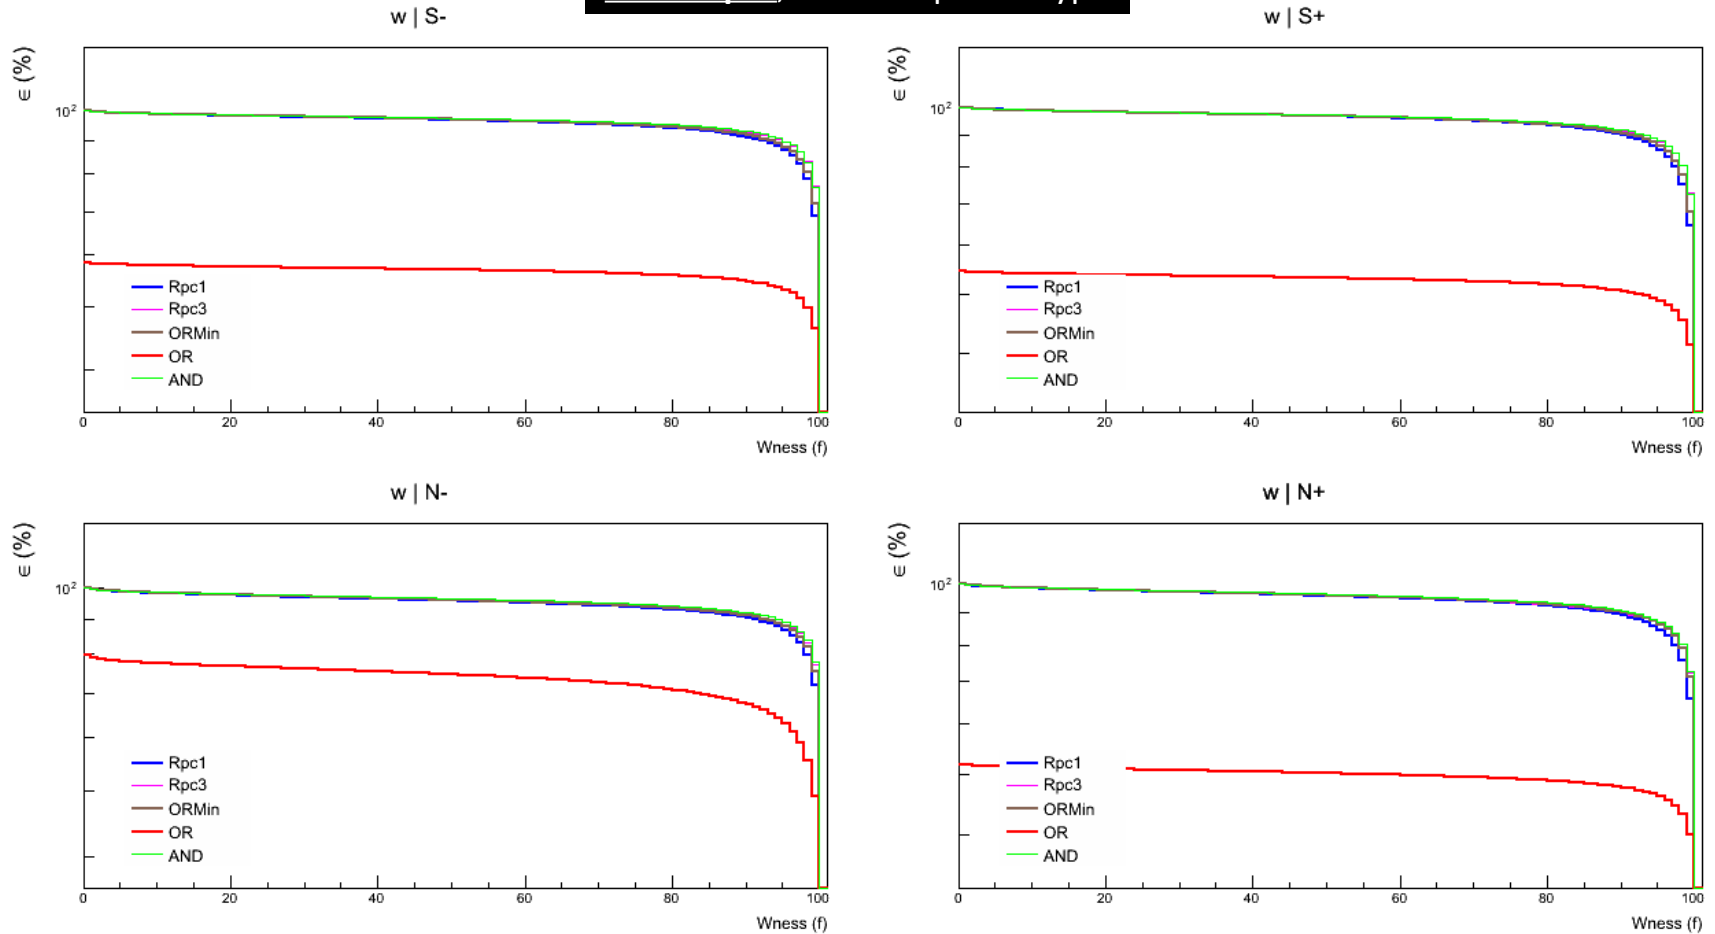 w | S-
ϵ (%)
10²
Rpc1
Rpc3
ORMin
OR
AND
0 20 40 60 80 100
Wness (f)
w | S+
ϵ (%)
10²
Rpc1
Rpc3
ORMin
OR
AND
0 20 40 60 80 100
Wness (f)
w | N-
ϵ (%)
10²
Rpc1
Rpc3
ORMin
OR
AND
0 20 40 60 80 100
Wness (f)
w | N+
ϵ (%)
10²
Rpc1
Rpc3
ORMin
OR
AND
0 20 40 60 80 100
Wness (f)